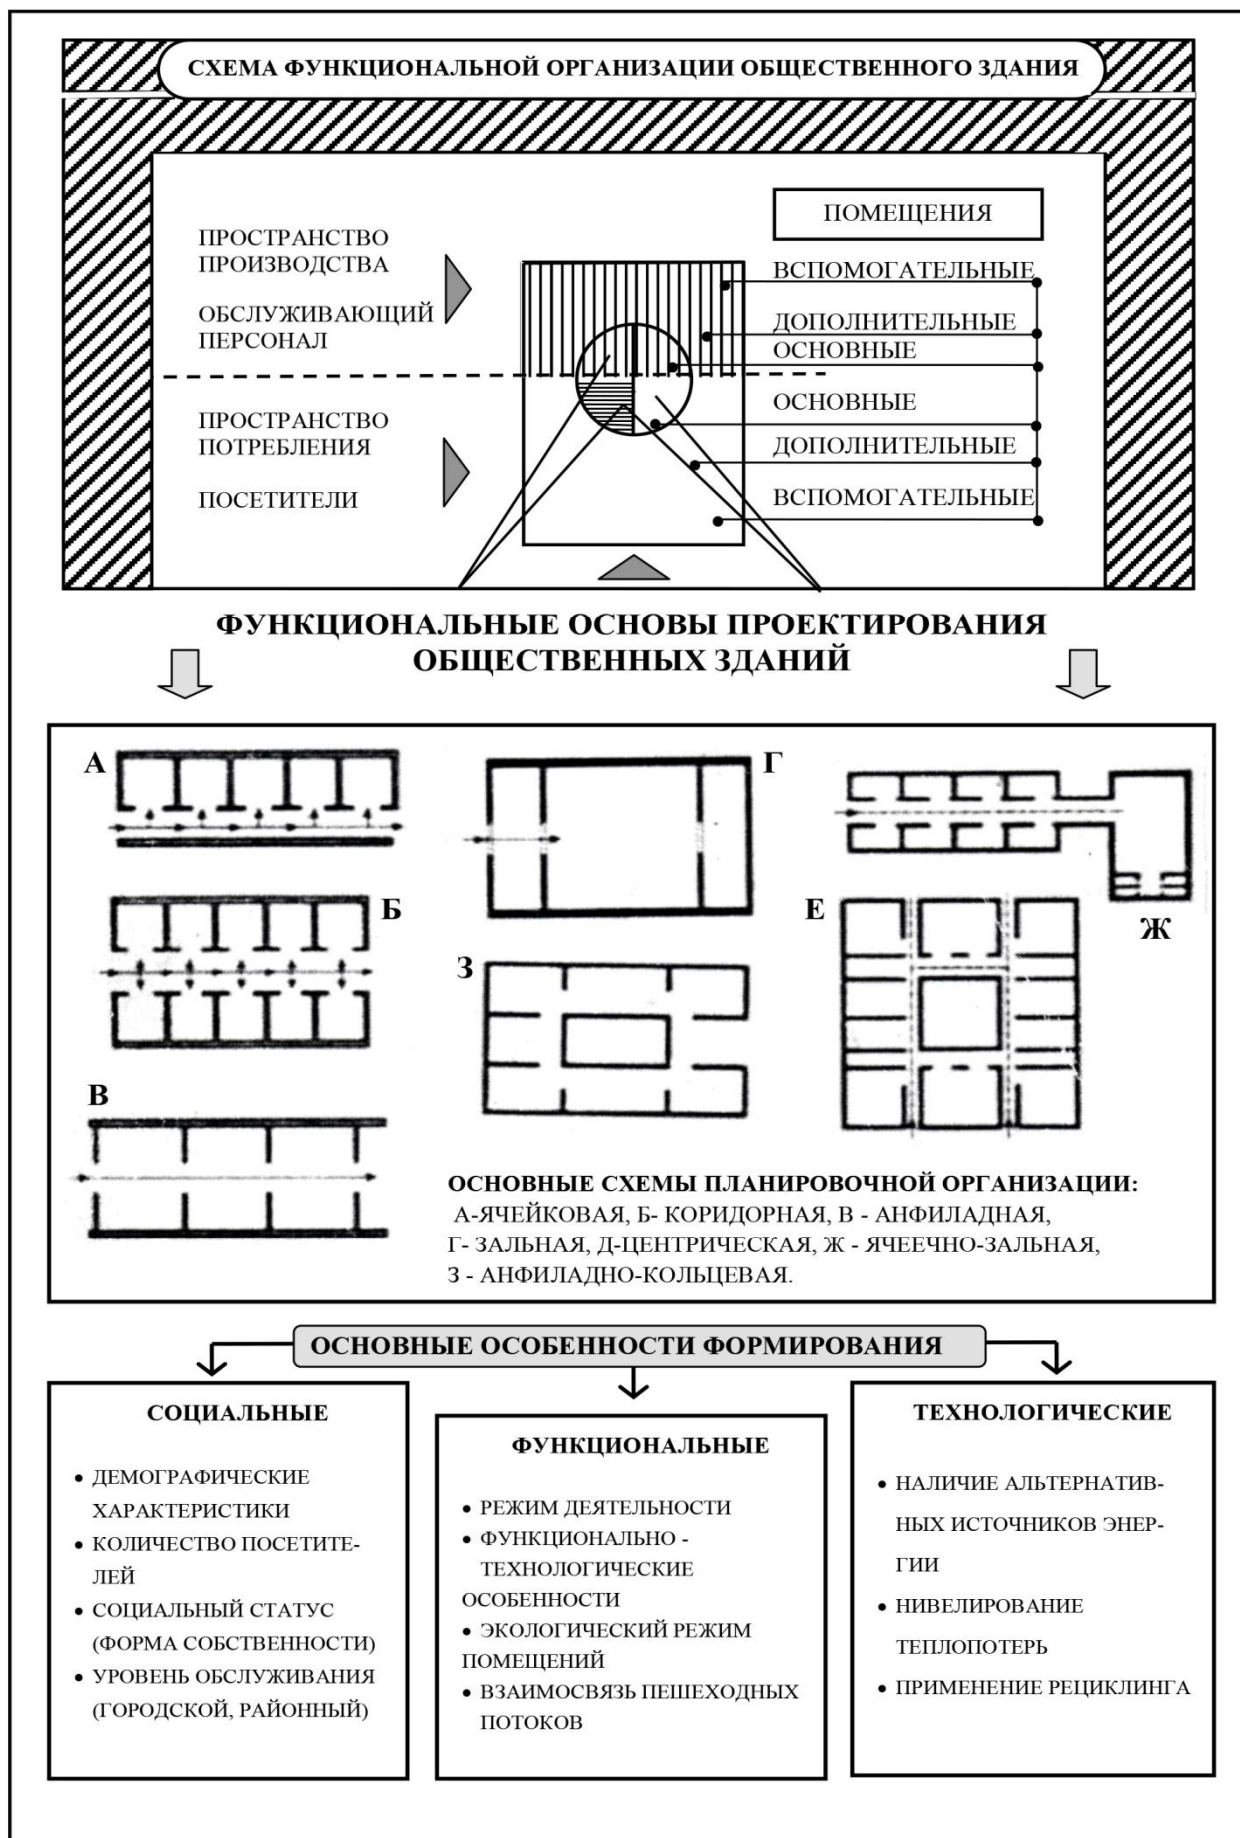 СХЕМА ФУНКЦИОНАЛЬНОЙ ОРГАНИЗАЦИИ ОБЩЕСТВЕННОГО ЗДАНИЯ
ПРОСТРАНСТВО
ПРОИЗВОДСТВА
ОБСЛУЖИВАЮЩИЙ
ПЕРСОНАЛ
ПРОСТРАНСТВО
ПОТРЕБЛЕНИЯ
ПОСЕТИТЕЛИ
ПОМЕЩЕНИЯ
ВСПОМОГАТЕЛЬНЫЕ
ДОПОЛНИТЕЛЬНЫЕ
ОСНОВНЫЕ
ОСНОВНЫЕ
ДОПОЛНИТЕЛЬНЫЕ
ВСПОМОГАТЕЛЬНЫЕ
ФУНКЦИОНАЛЬНЫЕ ОСНОВЫ ПРОЕКТИРОВАНИЯ
ОБЩЕСТВЕННЫХ ЗДАНИЙ
А
Г
Б
Е
Ж
З
В
ОСНОВНЫЕ СХЕМЫ ПЛАНИРОВОЧНОЙ ОРГАНИЗАЦИИ:
А-ЯЧЕЙКОВАЯ, Б- КОРИДОРНАЯ, В - АНФИЛАДНАЯ,
Г- ЗАЛЬНАЯ, Д-ЦЕНТРИЧЕСКАЯ, Ж - ЯЧЕЕЧНО-ЗАЛЬНАЯ,
З - АНФИЛАДНО-КОЛЬЦЕВАЯ.
ОСНОВНЫЕ ОСОБЕННОСТИ ФОРМИРОВАНИЯ
СОЦИАЛЬНЫЕ
• ДЕМОГРАФИЧЕСКИЕ
ХАРАКТЕРИСТИКИ
• КОЛИЧЕСТВО ПОСЕТИТЕ-
ЛЕЙ
• СОЦИАЛЬНЫЙ СТАТУС
(ФОРМА СОБСТВЕННОСТИ)
• УРОВЕНЬ ОБСЛУЖИВАНИЯ
(ГОРОДСКОЙ, РАЙОННЫЙ)
ФУНКЦИОНАЛЬНЫЕ
• РЕЖИМ ДЕЯТЕЛЬНОСТИ
• ФУНКЦИОНАЛЬНО -
ТЕХНОЛОГИЧЕСКИЕ
ОСОБЕННОСТИ
• ЭКОЛОГИЧЕСКИЙ РЕЖИМ
ПОМЕЩЕНИЙ
• ВЗАИМОСВЯЗЬ ПЕШЕХОДНЫХ
ПОТОКОВ
ТЕХНОЛОГИЧЕСКИЕ
• НАЛИЧИЕ АЛЬТЕРНАТИВ-
НЫХ ИСТОЧНИКОВ ЭНЕР-
ГИИ
• НИВЕЛИРОВАНИЕ
ТЕПЛОПОТЕРЬ
• ПРИМЕНЕНИЕ РЕЦИКЛИНГА